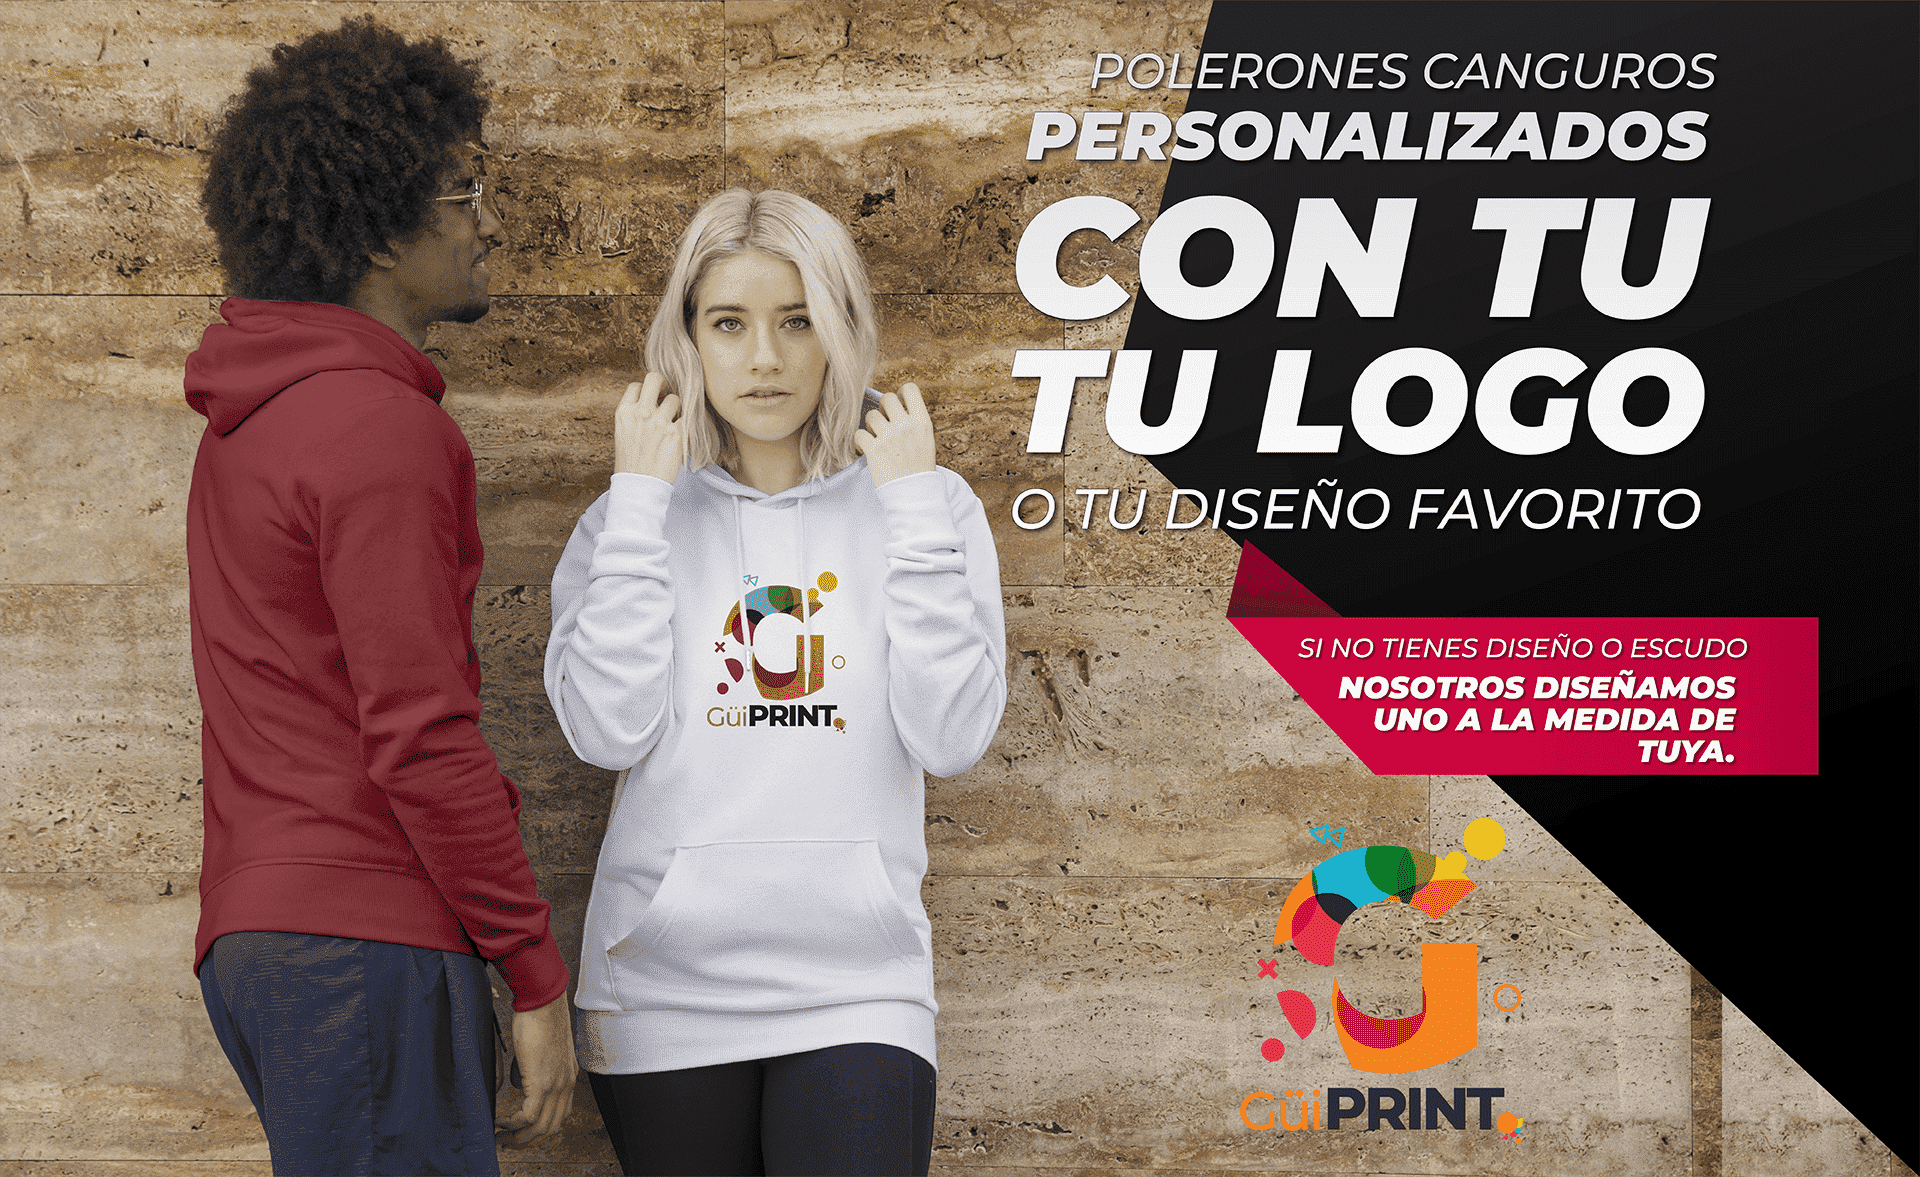 POLERONES CANGUROS
PERSONALIZADOS
CON TU
TU LOGO
O TU DISEÑO FAVORITO
SI NO TIENES DISEÑO O ESCUDO
NOSOTROS DISEÑAMOS
UNO A LA MEDIDA DE
TUYA.
GüiPRINT
GüiPRINT